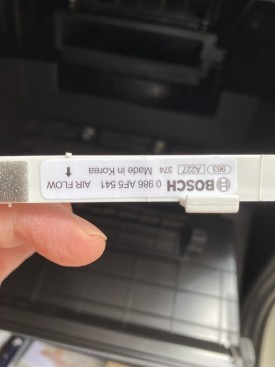 BOSCH 0 986 AF5 541 AIR FLOW
963 A227 374 Made in Korea